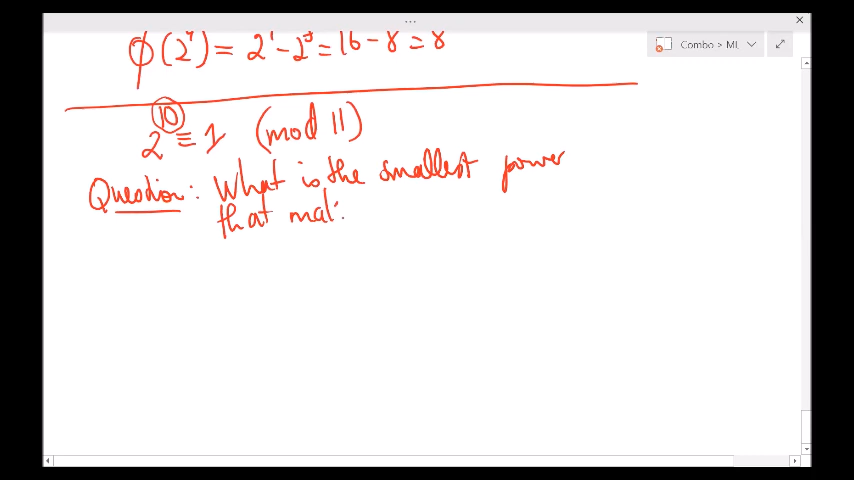 ...
Combo > ML
ϕ(2⁴) = 2⁴ - 2³ = 16 - 8 = 8
2¹⁰ ≡ 1 (mod 11)
Question: What is the smallest power
that mak